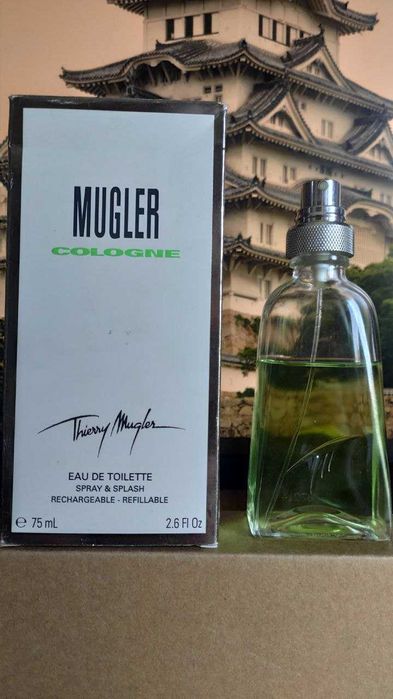 MUGLER
COLOGNE
Thierry Mugler
EAU DE TOILETTE
SPRAY & SPLASH
RECHARGEABLE - REFILLABLE
℮ 75 mL 2.6 Fl Oz